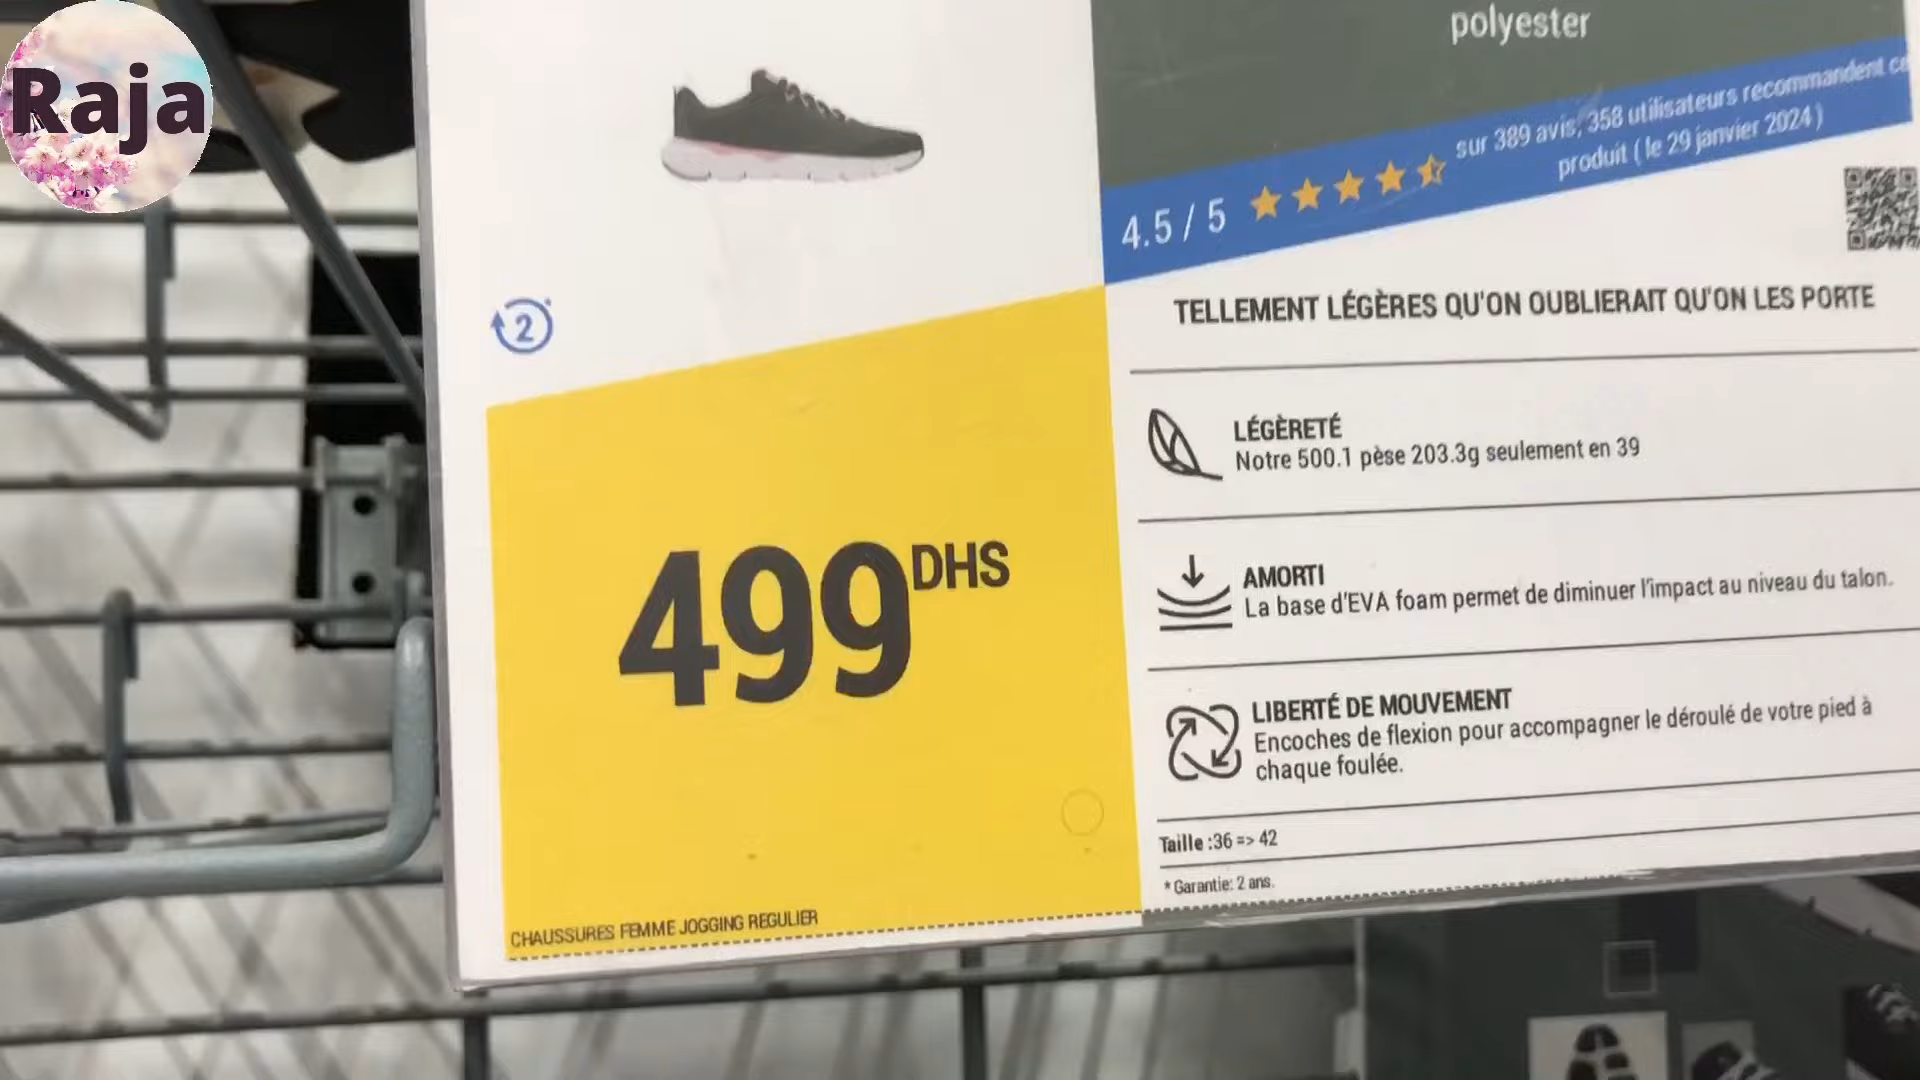 Raja
polyester
4.5 / 5
sur 389 avis, 358 utilisateurs recommandent ce
produit ( le 29 janvier 2024 )
2
TELLEMENT LÉGÈRES QU'ON OUBLIERAIT QU'ON LES PORTE
LÉGÈRETÉ
Notre 500.1 pèse 203.3g seulement en 39
499 DHS
AMORTI
La base d'EVA foam permet de diminuer l'impact au niveau du talon.
LIBERTÉ DE MOUVEMENT
Encoches de flexion pour accompagner le déroulé de votre pied à
chaque foulée.
Taille :36 => 42
* Garantie: 2 ans.
CHAUSSURES FEMME JOGGING REGULIER